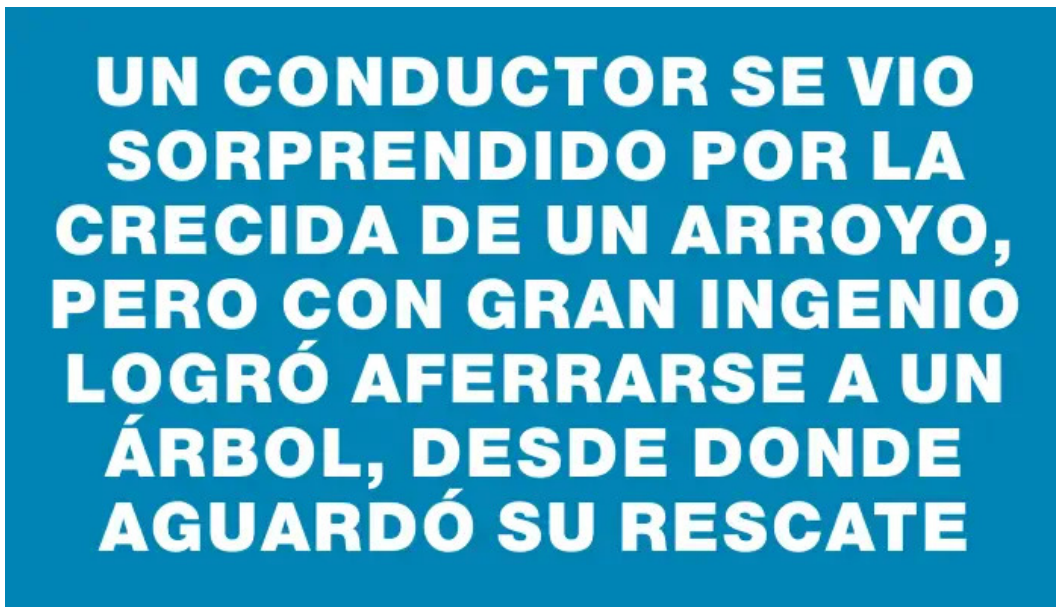 UN CONDUCTOR SE VIO
SORPRENDIDO POR LA
CRECIDA DE UN ARROYO,
PERO CON GRAN INGENIO
LOGRÓ AFERRARSE A UN
ÁRBOL, DESDE DONDE
AGUARDÓ SU RESCATE